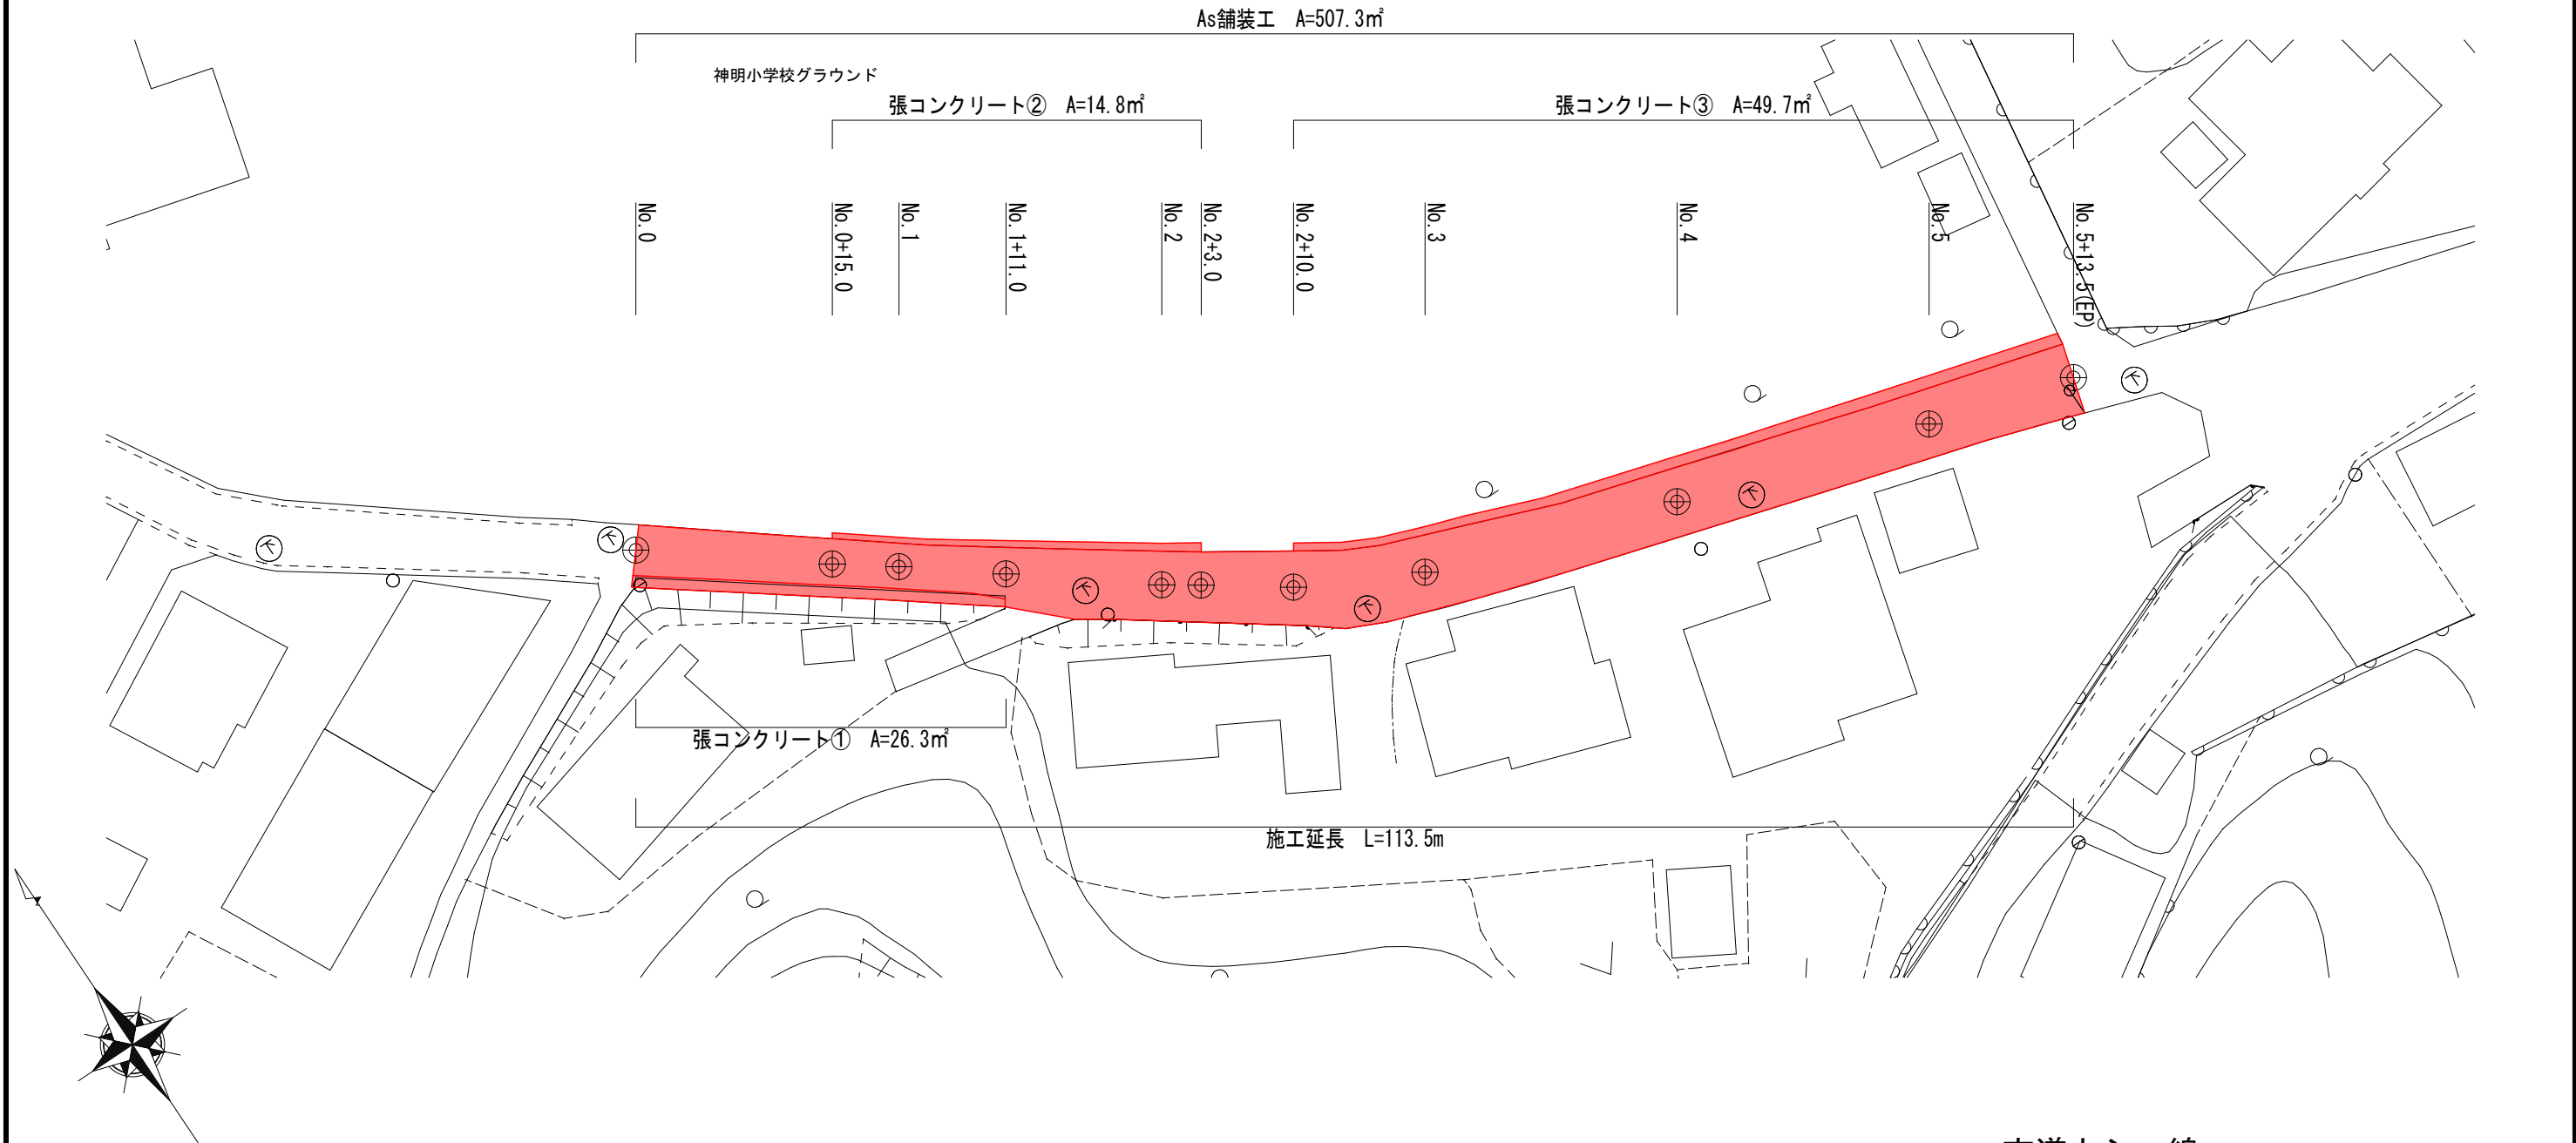 As舗装工　A=507.3㎡
神明小学校グラウンド
張コンクリート②　A=14.8㎡
張コンクリート③　A=49.7㎡
No.0
No.0+15.0
No.1
No.1+11.0
No.2
No.2+3.0
No.2+10.0
No.3
No.4
No.5
No.5+13.5(EP)
張コンクリート①　A=26.3㎡
施工延長　L=113.5m